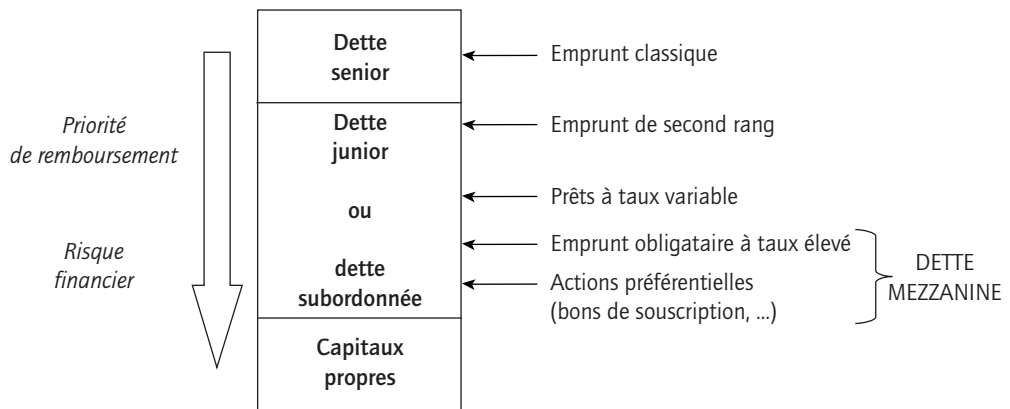 Dette
senior
Emprunt classique
Priorité
de remboursement
Dette
junior
Emprunt de second rang
ou
Prêts à taux variable
Risque
financier
dette
subordonnée
Emprunt obligataire à taux élevé
Actions préférentielles
(bons de souscription, ...)
DETTE
MEZZANINE
Capitaux
propres